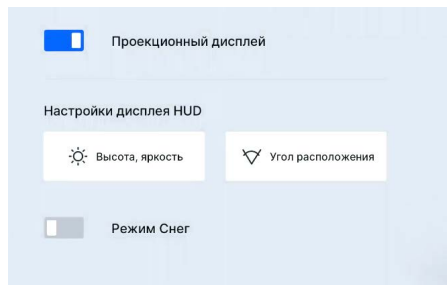 Проекционный дисплей
Настройки дисплея HUD
Высота, яркость
Угол расположения
Режим Снег